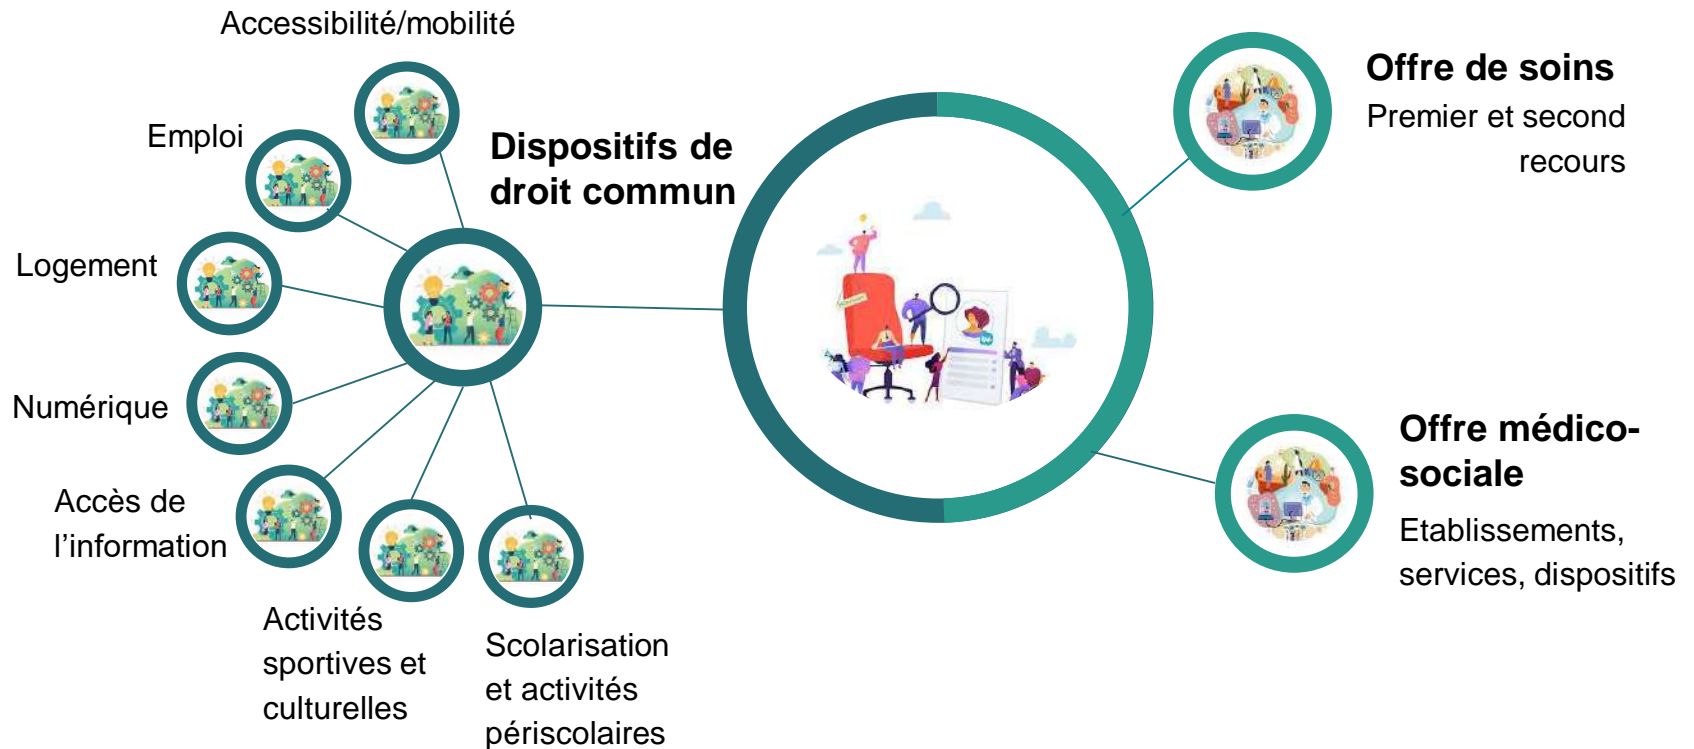 Accessibilité/mobilité
Emploi
Logement
Numérique
Accès de
l’information
Activités
sportives et
culturelles
Scolarisation
et activités
périscolaires
Dispositifs de
droit commun
Offre de soins
Premier et second
recours
Offre médico-
sociale
Etablissements,
services, dispositifs